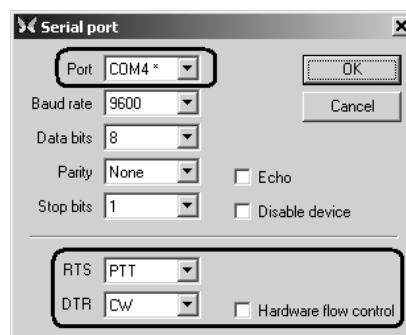 Serial port
Port COM4 * OK
Baud rate 9600 Cancel
Data bits 8
Parity None Echo
Stop bits 1 Disable device
RTS PTT
DTR CW Hardware flow control